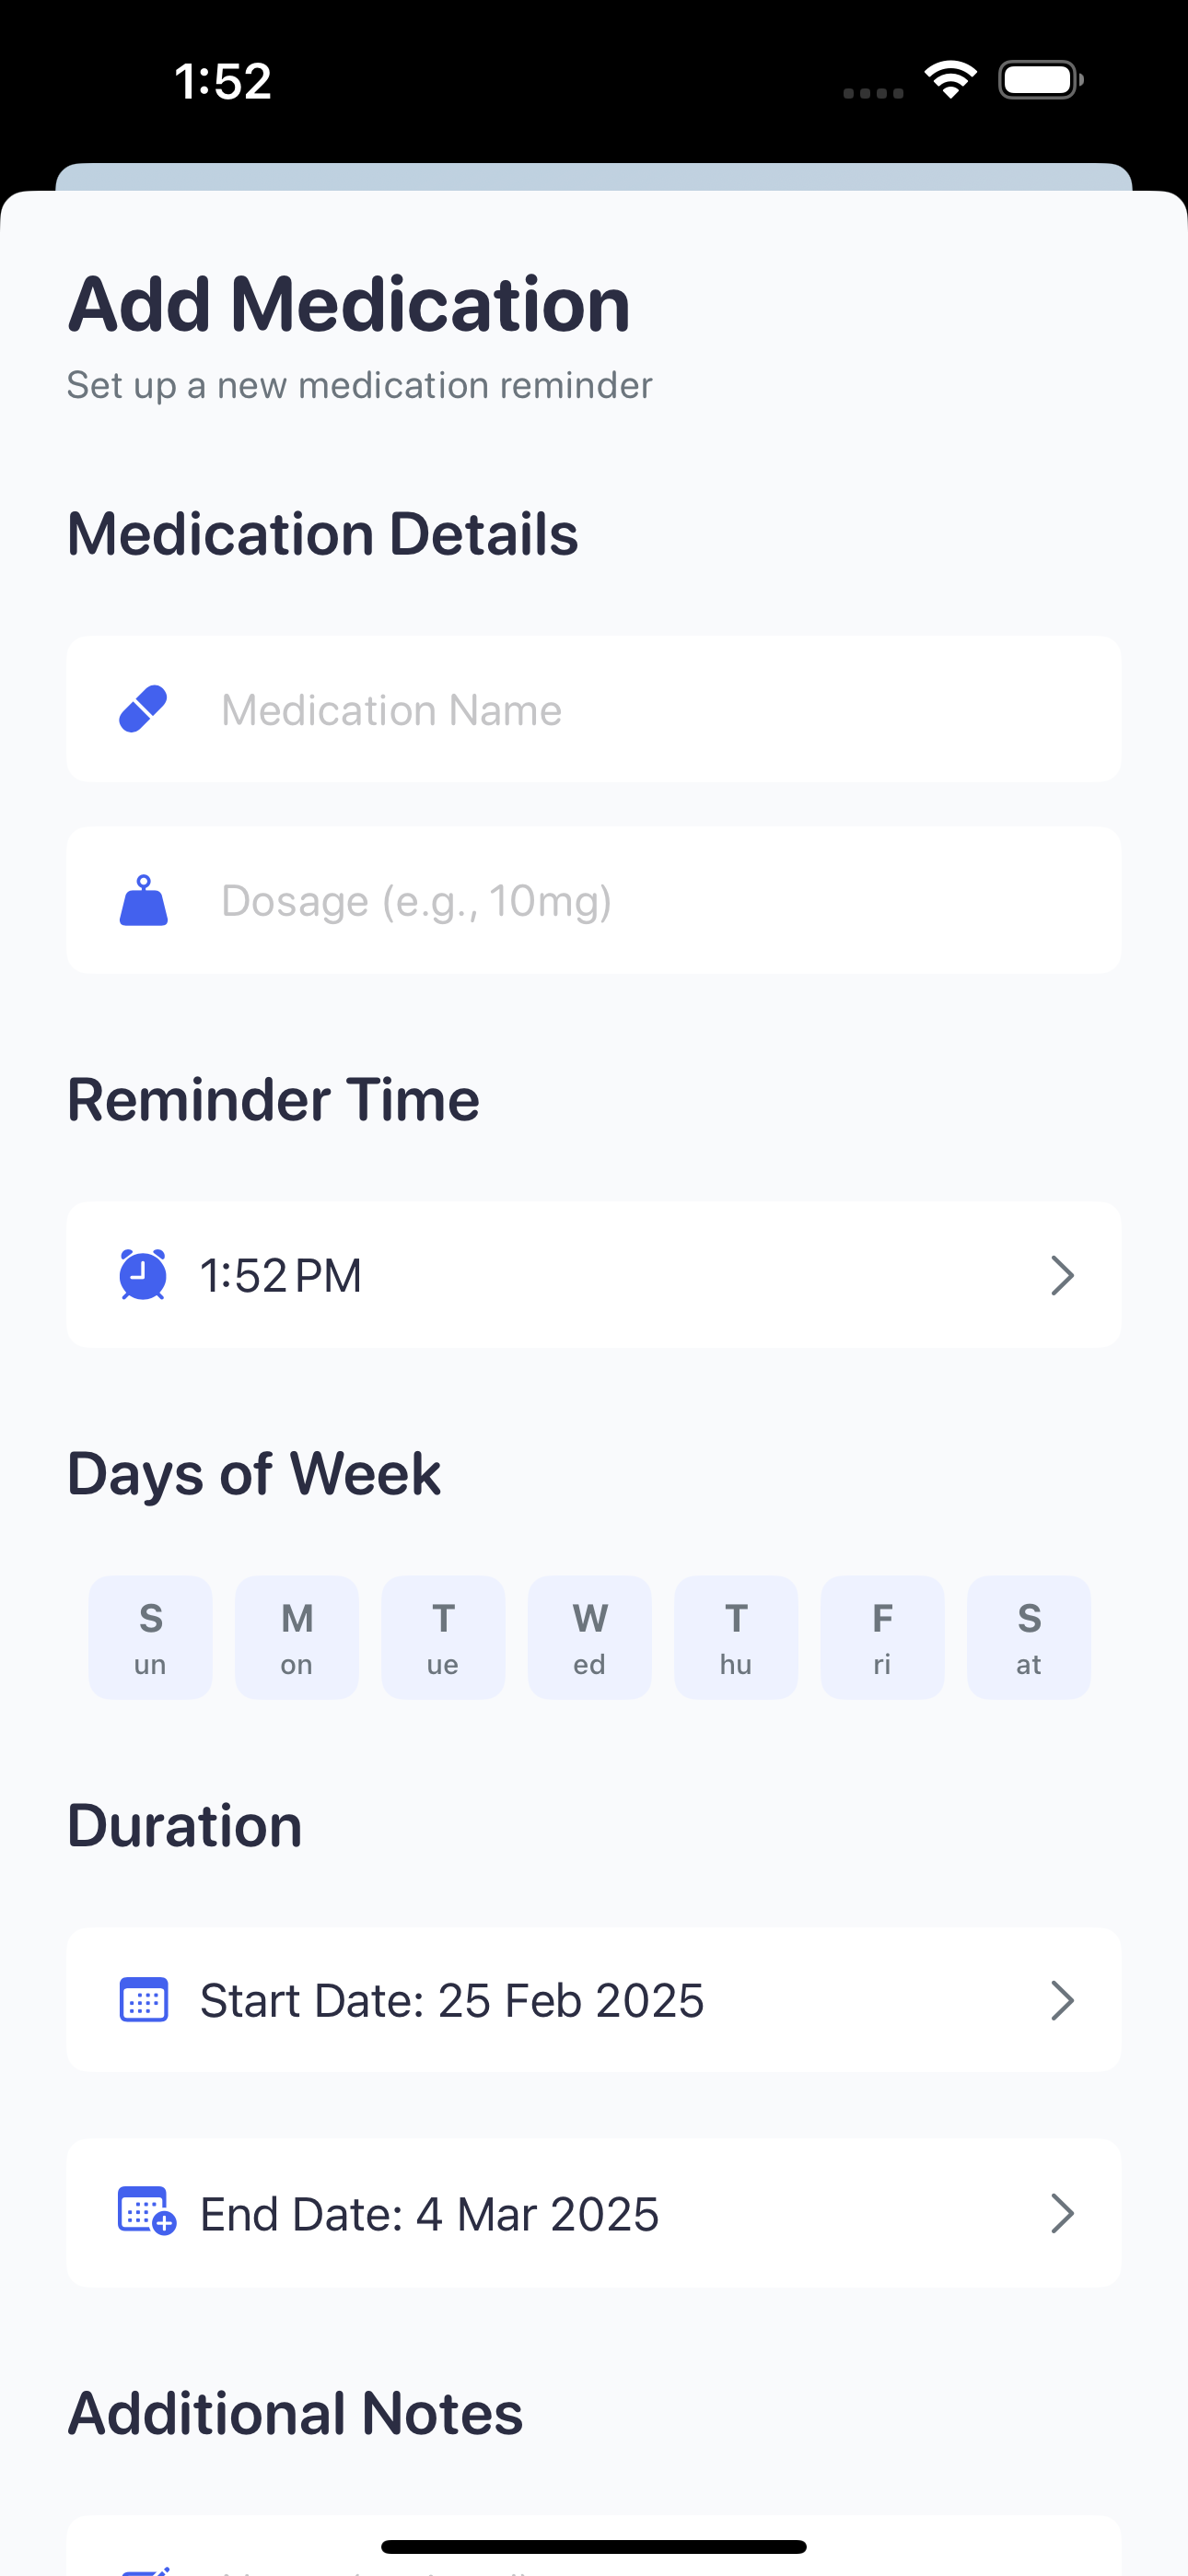 1:52
Add Medication
Set up a new medication reminder
Medication Details
Medication Name
Dosage (e.g., 10mg)
Reminder Time
1:52 PM
Days of Week
S M T W T F S
un on ue ed hu ri at
Duration
Start Date: 25 Feb 2025
End Date: 4 Mar 2025
Additional Notes